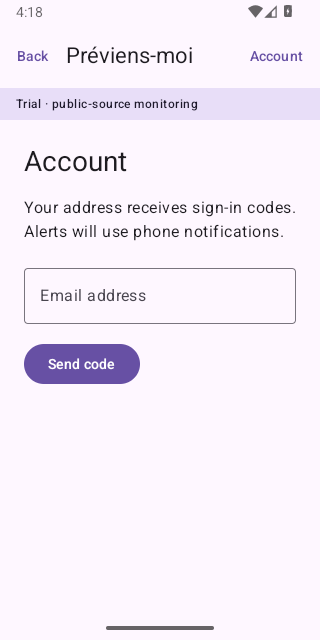 4:18
Back Préviens-moi Account
Trial · public-source monitoring
Account
Your address receives sign-in codes.
Alerts will use phone notifications.
Email address
Send code